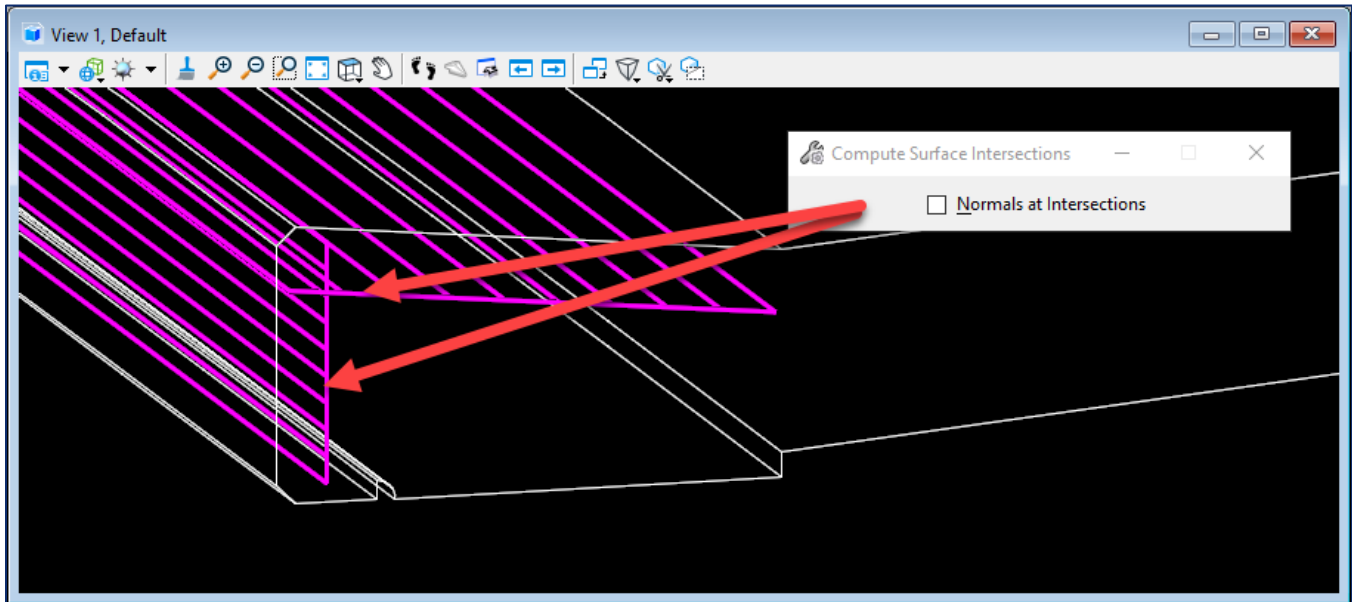 View 1, Default
Compute Surface Intersections
Normals at Intersections